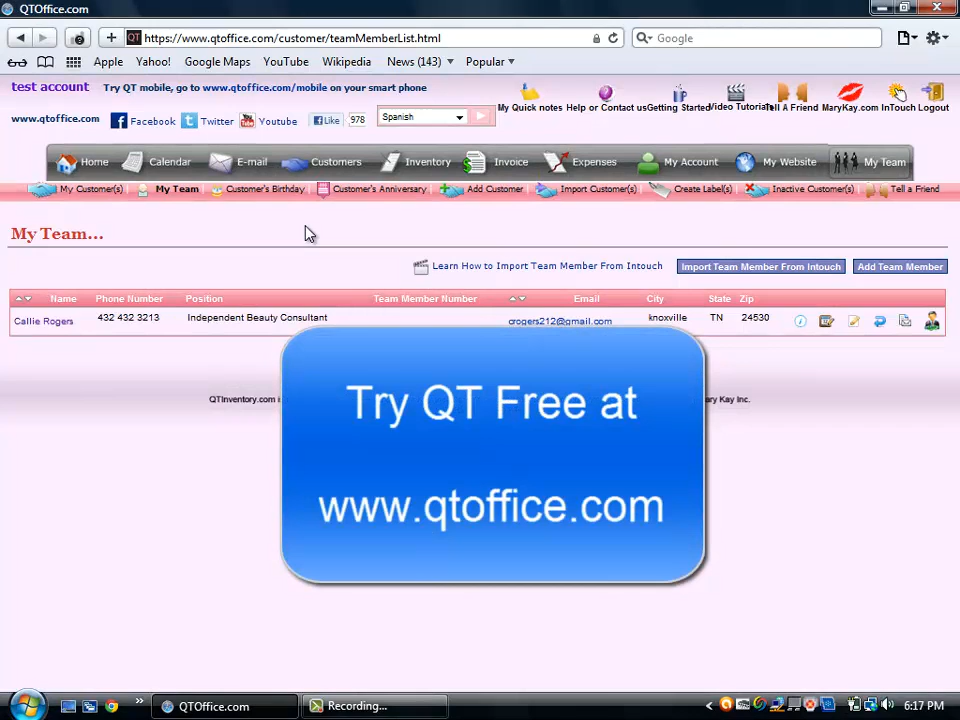 QTOffice.com
https://www.qtoffice.com/customer/teamMemberList.html
Google
Apple Yahoo! Google Maps YouTube Wikipedia News (143) Popular
test account Try QT mobile, go to www.qtoffice.com/mobile on your smart phone
My Quick notes Help or Contact us Getting Started Video Tutorials Tell A Friend MaryKay.com InTouch Logout
www.qtoffice.com Facebook Twitter Youtube Like 978 Spanish
Home Calendar E-mail Customers Inventory Invoice Expenses My Account My Website My Team
My Customer(s) My Team Customer's Birthday Customer's Anniversary Add Customer Import Customer(s) Create Label(s) Inactive Customer(s) Tell a Friend
My Team...
Learn How to Import Team Member From Intouch Import Team Member From Intouch Add Team Member
Name Phone Number Position Team Member Number Email City State Zip
Callie Rogers 432 432 3213 Independent Beauty Consultant crogers212@gmail.com knoxville TN 24530
QTInventory.com is ary Kay Inc.
Try QT Free at
www.qtoffice.com
QTOffice.com Recording... 6:17 PM